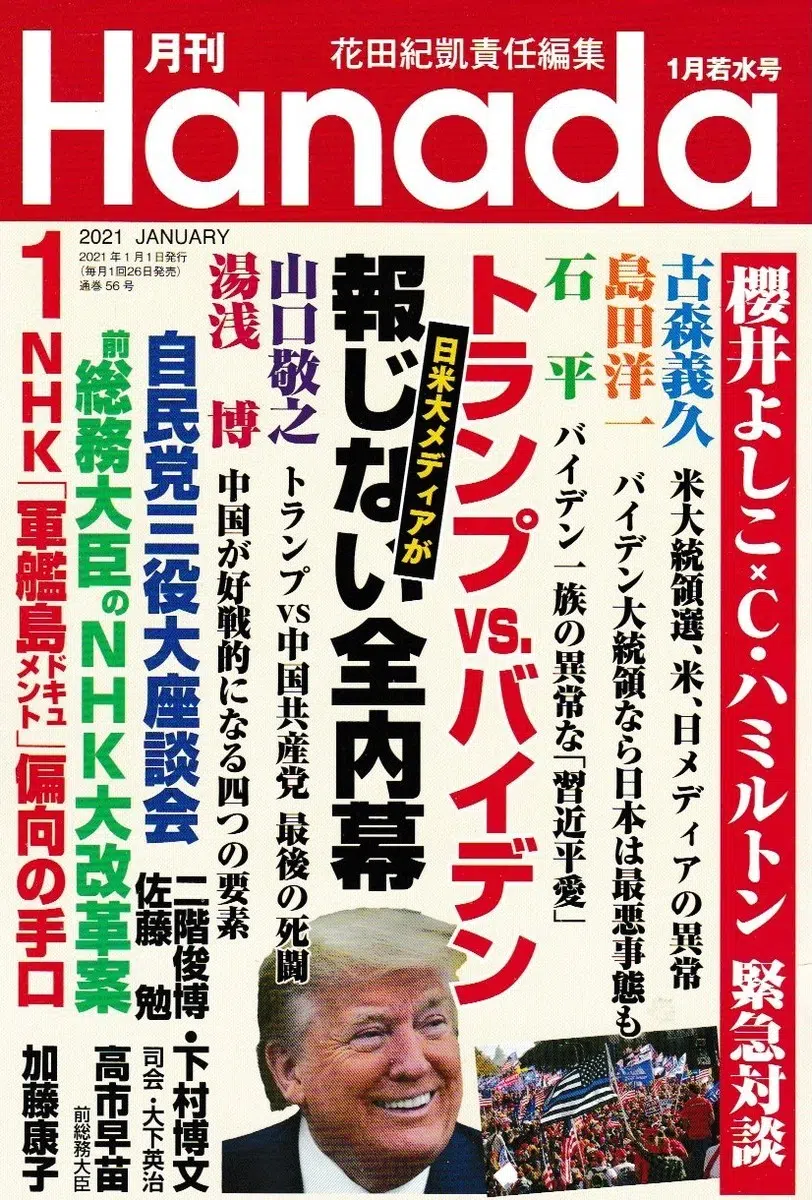 月刊
花田紀凱責任編集
1月若水号
Hanada
1
2021 JANUARY
2021年1月1日発行
(毎月1回26日発売)
通巻56号
櫻井よしこ×C・ハミルトン 緊急対談
古森義久 米大統領選、米、日メディアの異常
島田洋一 バイデン大統領なら日本は最悪事態も
石 平 バイデン一族の異常な「習近平愛」
トランプvs.バイデン
日米大メディアが
報じない全内幕
山口敬之 トランプvs中国共産党 最後の死闘
湯浅 博 中国が好戦的になる四つの要素
自民党三役大座談会
二階俊博・下村博文
佐藤 勉
司会・大下英治
前総務大臣のNHK大改革案
高市早苗
前総務大臣
NHK「軍艦島ドキュメント」偏向の手口
加藤康子